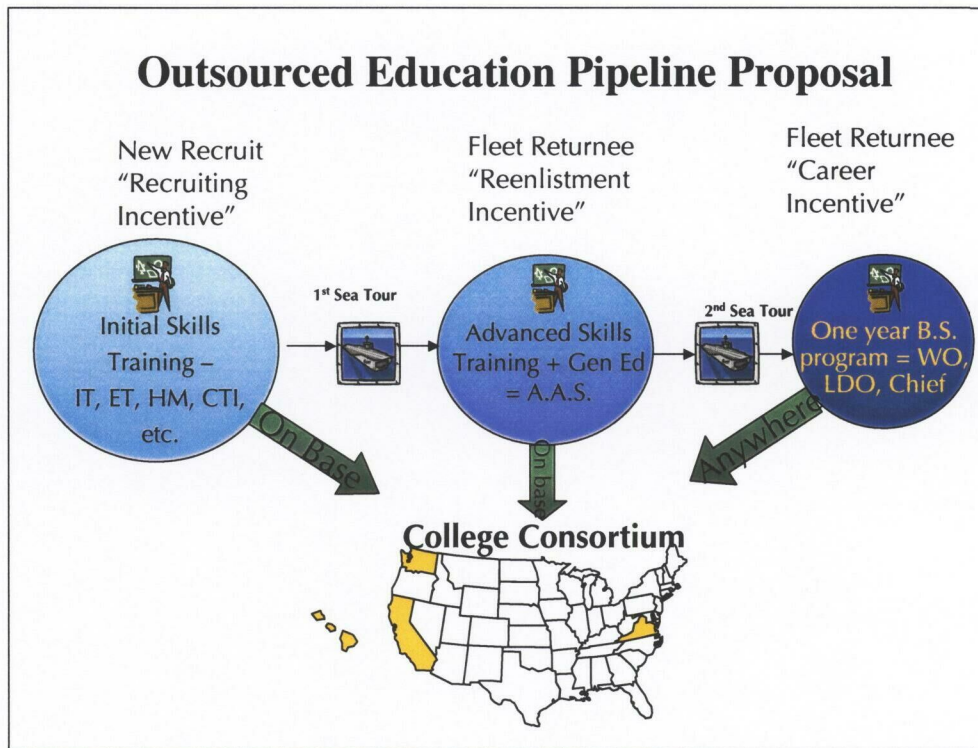 Outsourced Education Pipeline Proposal
New Recruit
“Recruiting
Incentive”
Fleet Returnee
“Reenlistment
Incentive”
Fleet Returnee
“Career
Incentive”
Initial Skills
Training –
IT, ET, HM, CTI,
etc.
1st Sea Tour
Advanced Skills
Training + Gen Ed
= A.A.S.
2nd Sea Tour
One year B.S.
program = WO,
LDO, Chief
On Base
On base
Anywhere
College Consortium